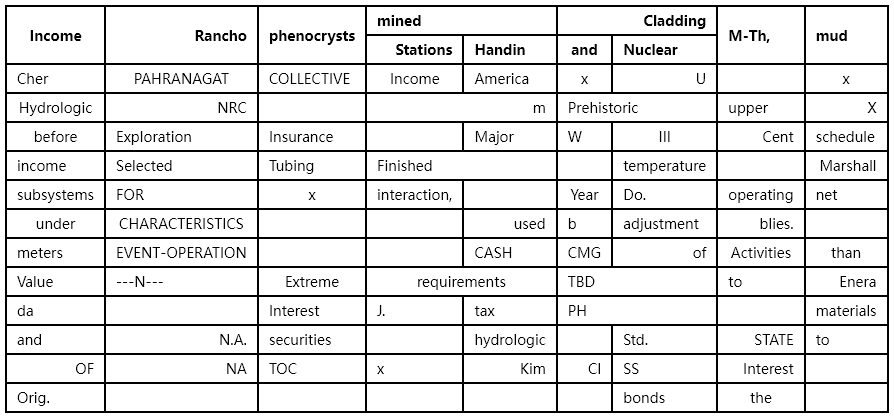 mined Cladding
Income Rancho phenocrysts M-Th, mud
Stations Handin and Nuclear
Cher PAHRANAGAT COLLECTIVE Income America x U x
Hydrologic NRC m Prehistoric upper X
before Exploration Insurance Major W III Cent schedule
income Selected Tubing Finished temperature Marshall
subsystems FOR x interaction, Year Do. operating net
under CHARACTERISTICS used b adjustment blies.
meters EVENT-OPERATION CASH CMG of Activities than
Value ---N--- Extreme requirements TBD to Enera
da Interest J. tax PH materials
and N.A. securities hydrologic Std. STATE to
OF NA TOC x Kim CI SS Interest
Orig. bonds the